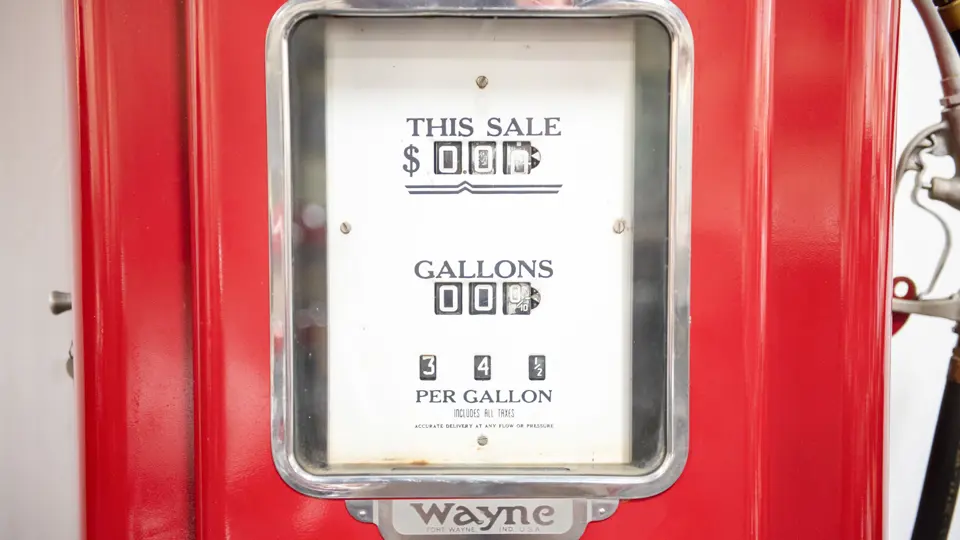 THIS SALE
$ 0.00
GALLONS
0 0 0
3 4 ½
PER GALLON
INCLUDES ALL TAXES
ACCURATE DELIVERY AT ANY FLOW OR PRESSURE
Wayne
FORT WAYNE, IND. U.S.A.